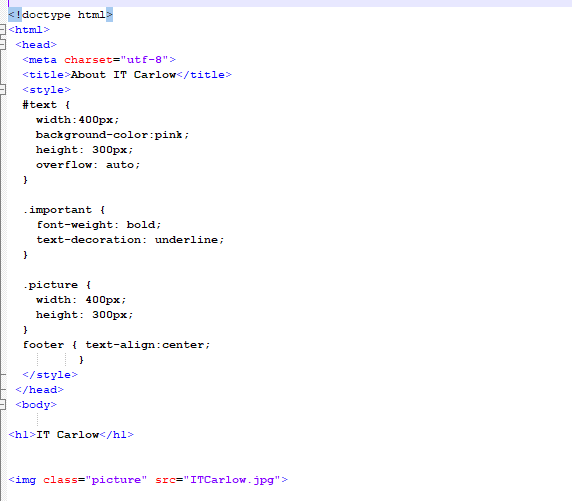 <!doctype html>
<html>
<head>
<meta charset="utf-8">
<title>About IT Carlow</title>
<style>
#text {
width:400px;
background-color:pink;
height: 300px;
overflow: auto;
}
.important {
font-weight: bold;
text-decoration: underline;
}
.picture {
width: 400px;
height: 300px;
}
footer { text-align:center;
}
</style>
</head>
<body>
<h1>IT Carlow</h1>
<img class="picture" src="ITCarlow.jpg">